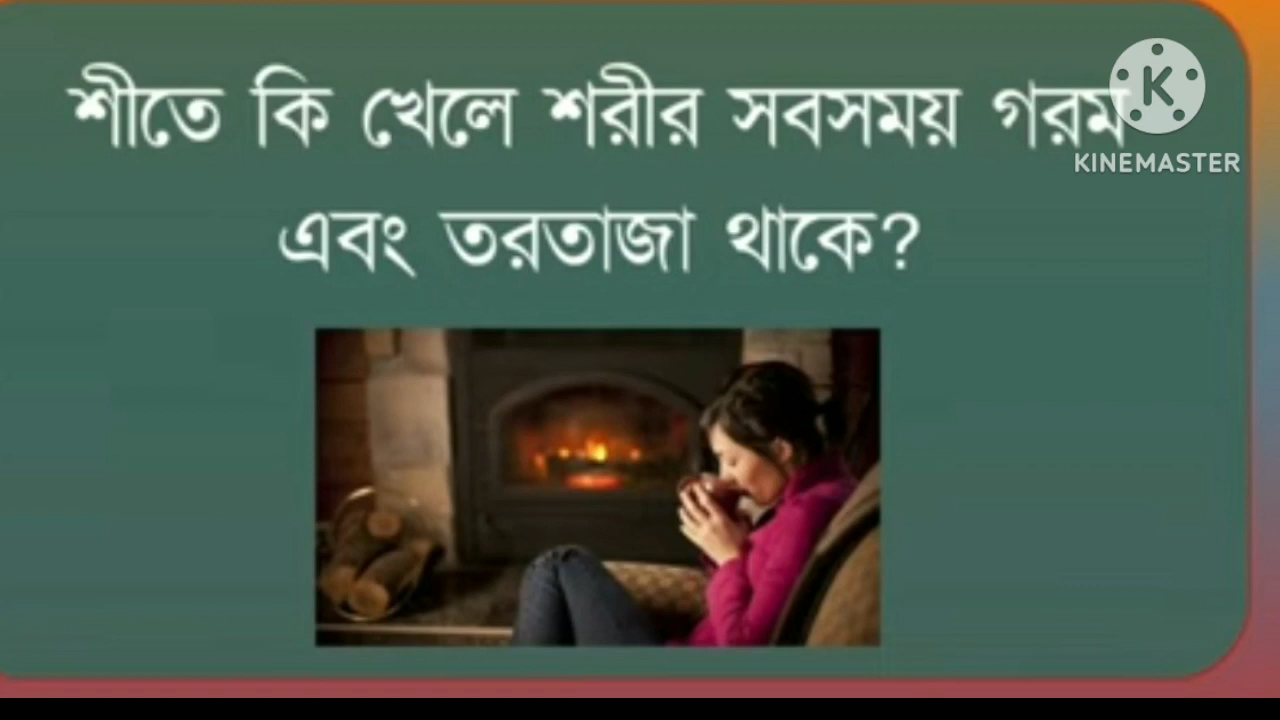 শীতে কি খেলে শরীর সবসময় গরম
এবং তরতাজা থাকে?
K
KINEMASTER